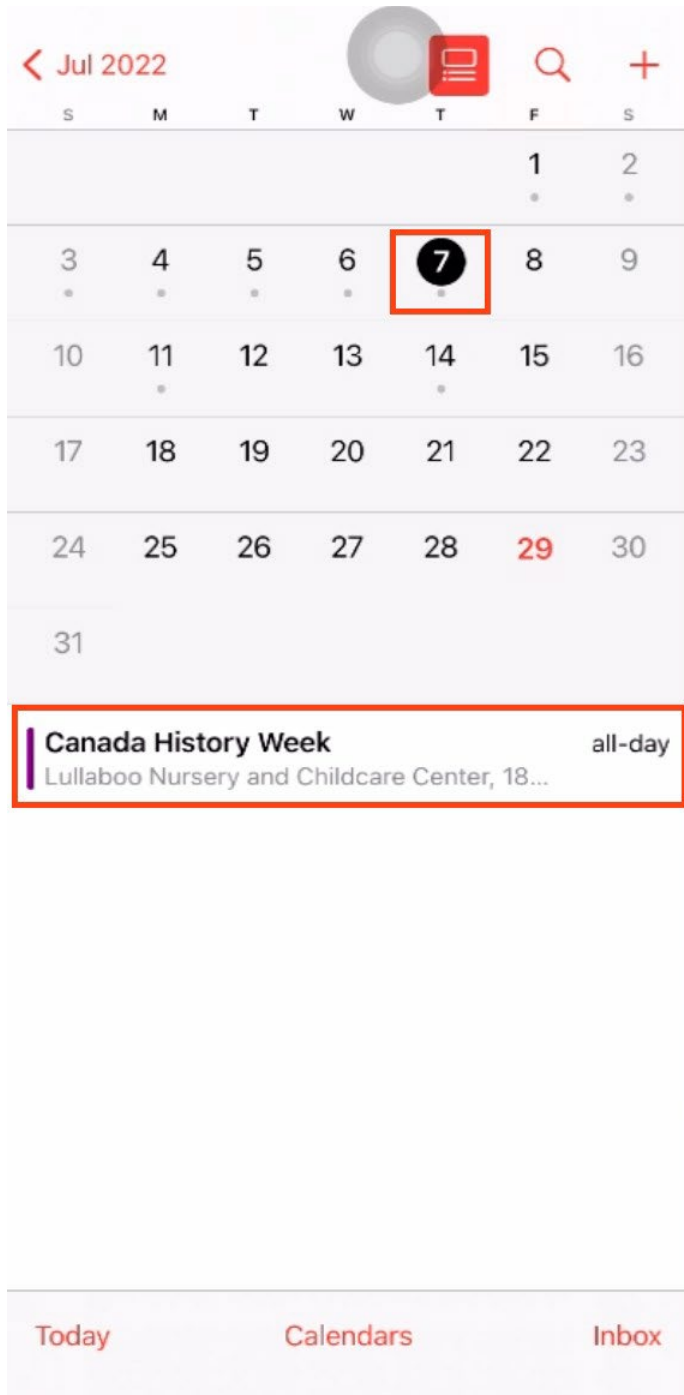 Jul 2022
S M T W T F S
1 2
3 4 5 6 7 8 9
10 11 12 13 14 15 16
17 18 19 20 21 22 23
24 25 26 27 28 29 30
31
Canada History Week all-day
Lullaboo Nursery and Childcare Center, 18...
Today Calendars Inbox